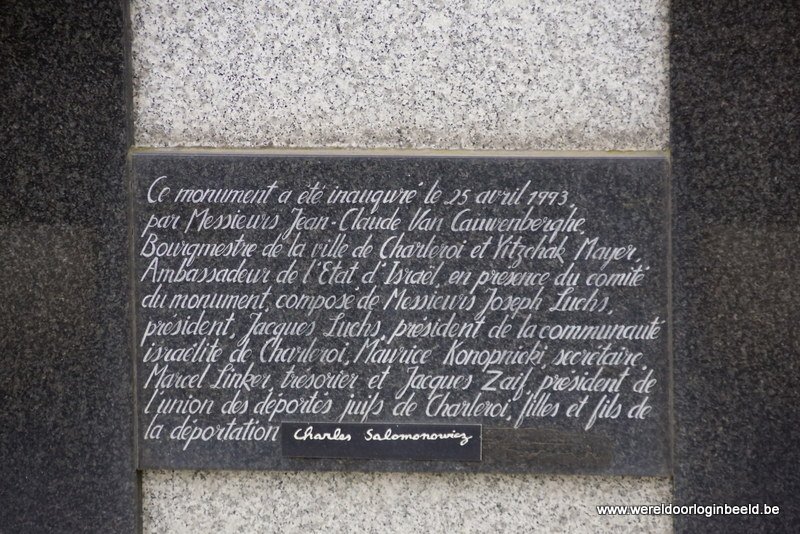 Ce monument a été inauguré le 25 avril 1993,
par Messieurs Jean-Claude Van Cauwenberghe,
Bourgmestre de la ville de Charleroi et Yitzchak Mayer,
Ambassadeur de l'Etat d'Israël, en présence du comité
du monument, composé de Messieurs Joseph Luchs,
président, Jacques Luchs, président de la communauté
israélite de Charleroi, Maurice Konopnicki, secrétaire,
Marcel Linker, trésorier et Jacques Zaif, président de
l'union des déportés juifs de Charleroi, filles et fils de
la déportation Charles Salomonowicz
www.wereldoorloginbeeld.be